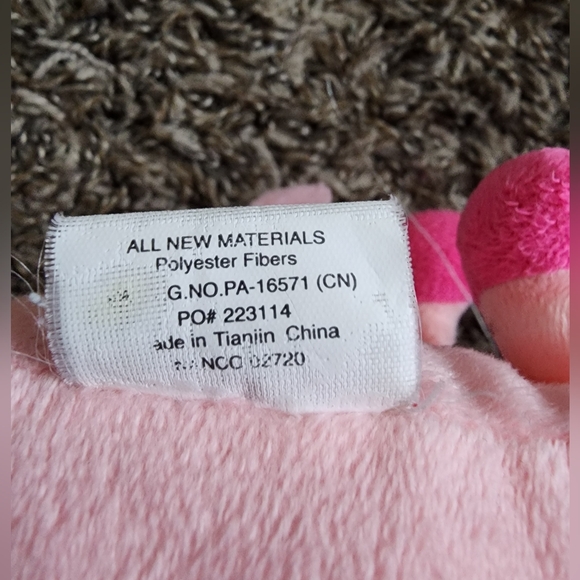 ALL NEW MATERIALS
Polyester Fibers
G.NO.PA-16571 (CN)
PO# 223114
ade in Tianjin China
NCC 02720